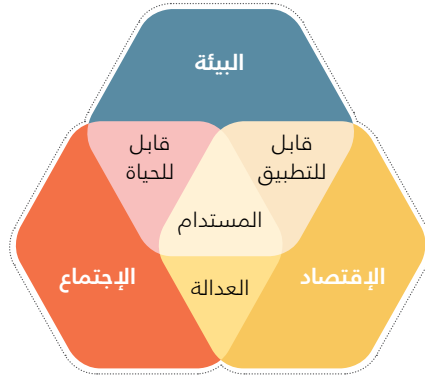 البيئة
قابل
للتطبيق
قابل
للحياة
المستدام
الإقتصاد
العدالة
الإجتماع